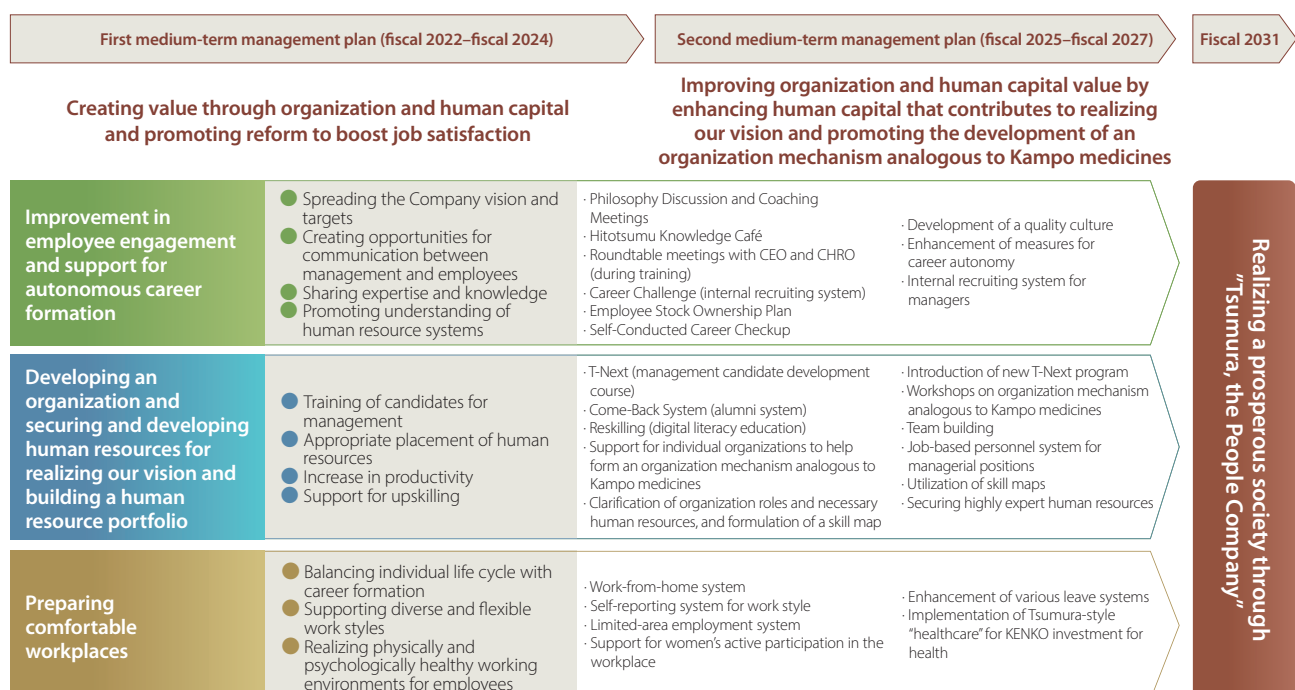 First medium-term management plan (fiscal 2022–fiscal 2024)
Second medium-term management plan (fiscal 2025–fiscal 2027)
Fiscal 2031
Creating value through organization and human capital
and promoting reform to boost job satisfaction
Improving organization and human capital value by
enhancing human capital that contributes to realizing
our vision and promoting the development of an
organization mechanism analogous to Kampo medicines
Improvement in
employee engagement
and support for
autonomous career
formation
● Spreading the Company vision and
targets
● Creating opportunities for
communication between
management and employees
● Sharing expertise and knowledge
● Promoting understanding of
human resource systems
· Philosophy Discussion and Coaching
Meetings
· Hitotsumu Knowledge Café
· Roundtable meetings with CEO and CHRO
(during training)
· Career Challenge (internal recruiting system)
· Employee Stock Ownership Plan
· Self-Conducted Career Checkup
· Development of a quality culture
· Enhancement of measures for
career autonomy
· Internal recruiting system for
managers
Developing an
organization and
securing and developing
human resources for
realizing our vision and
building a human
resource portfolio
● Training of candidates for
management
● Appropriate placement of human
resources
● Increase in productivity
● Support for upskilling
· T-Next (management candidate development
course)
· Come-Back System (alumni system)
· Reskilling (digital literacy education)
· Support for individual organizations to help
form an organization mechanism analogous to
Kampo medicines
· Clarification of organization roles and necessary
human resources, and formulation of a skill map
· Introduction of new T-Next program
· Workshops on organization mechanism
analogous to Kampo medicines
· Team building
· Job-based personnel system for
managerial positions
· Utilization of skill maps
· Securing highly expert human resources
Preparing
comfortable
workplaces
● Balancing individual life cycle with
career formation
● Supporting diverse and flexible
work styles
● Realizing physically and
psychologically healthy working
environments for employees
· Work-from-home system
· Self-reporting system for work style
· Limited-area employment system
· Support for women's active participation in the
workplace
· Enhancement of various leave systems
· Implementation of Tsumura-style
"healthcare" for KENKO investment for
health
Realizing a prosperous society through
"Tsumura, the People Company"